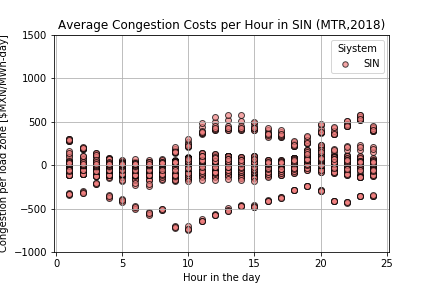 Average Congestion Costs per Hour in SIN (MTR,2018)
Congestion per load zone [$MXN/MWh-day]
1500
1000
500
0
−500
−1000
Siystem
SIN
0 5 10 15 20 25
Hour in the day